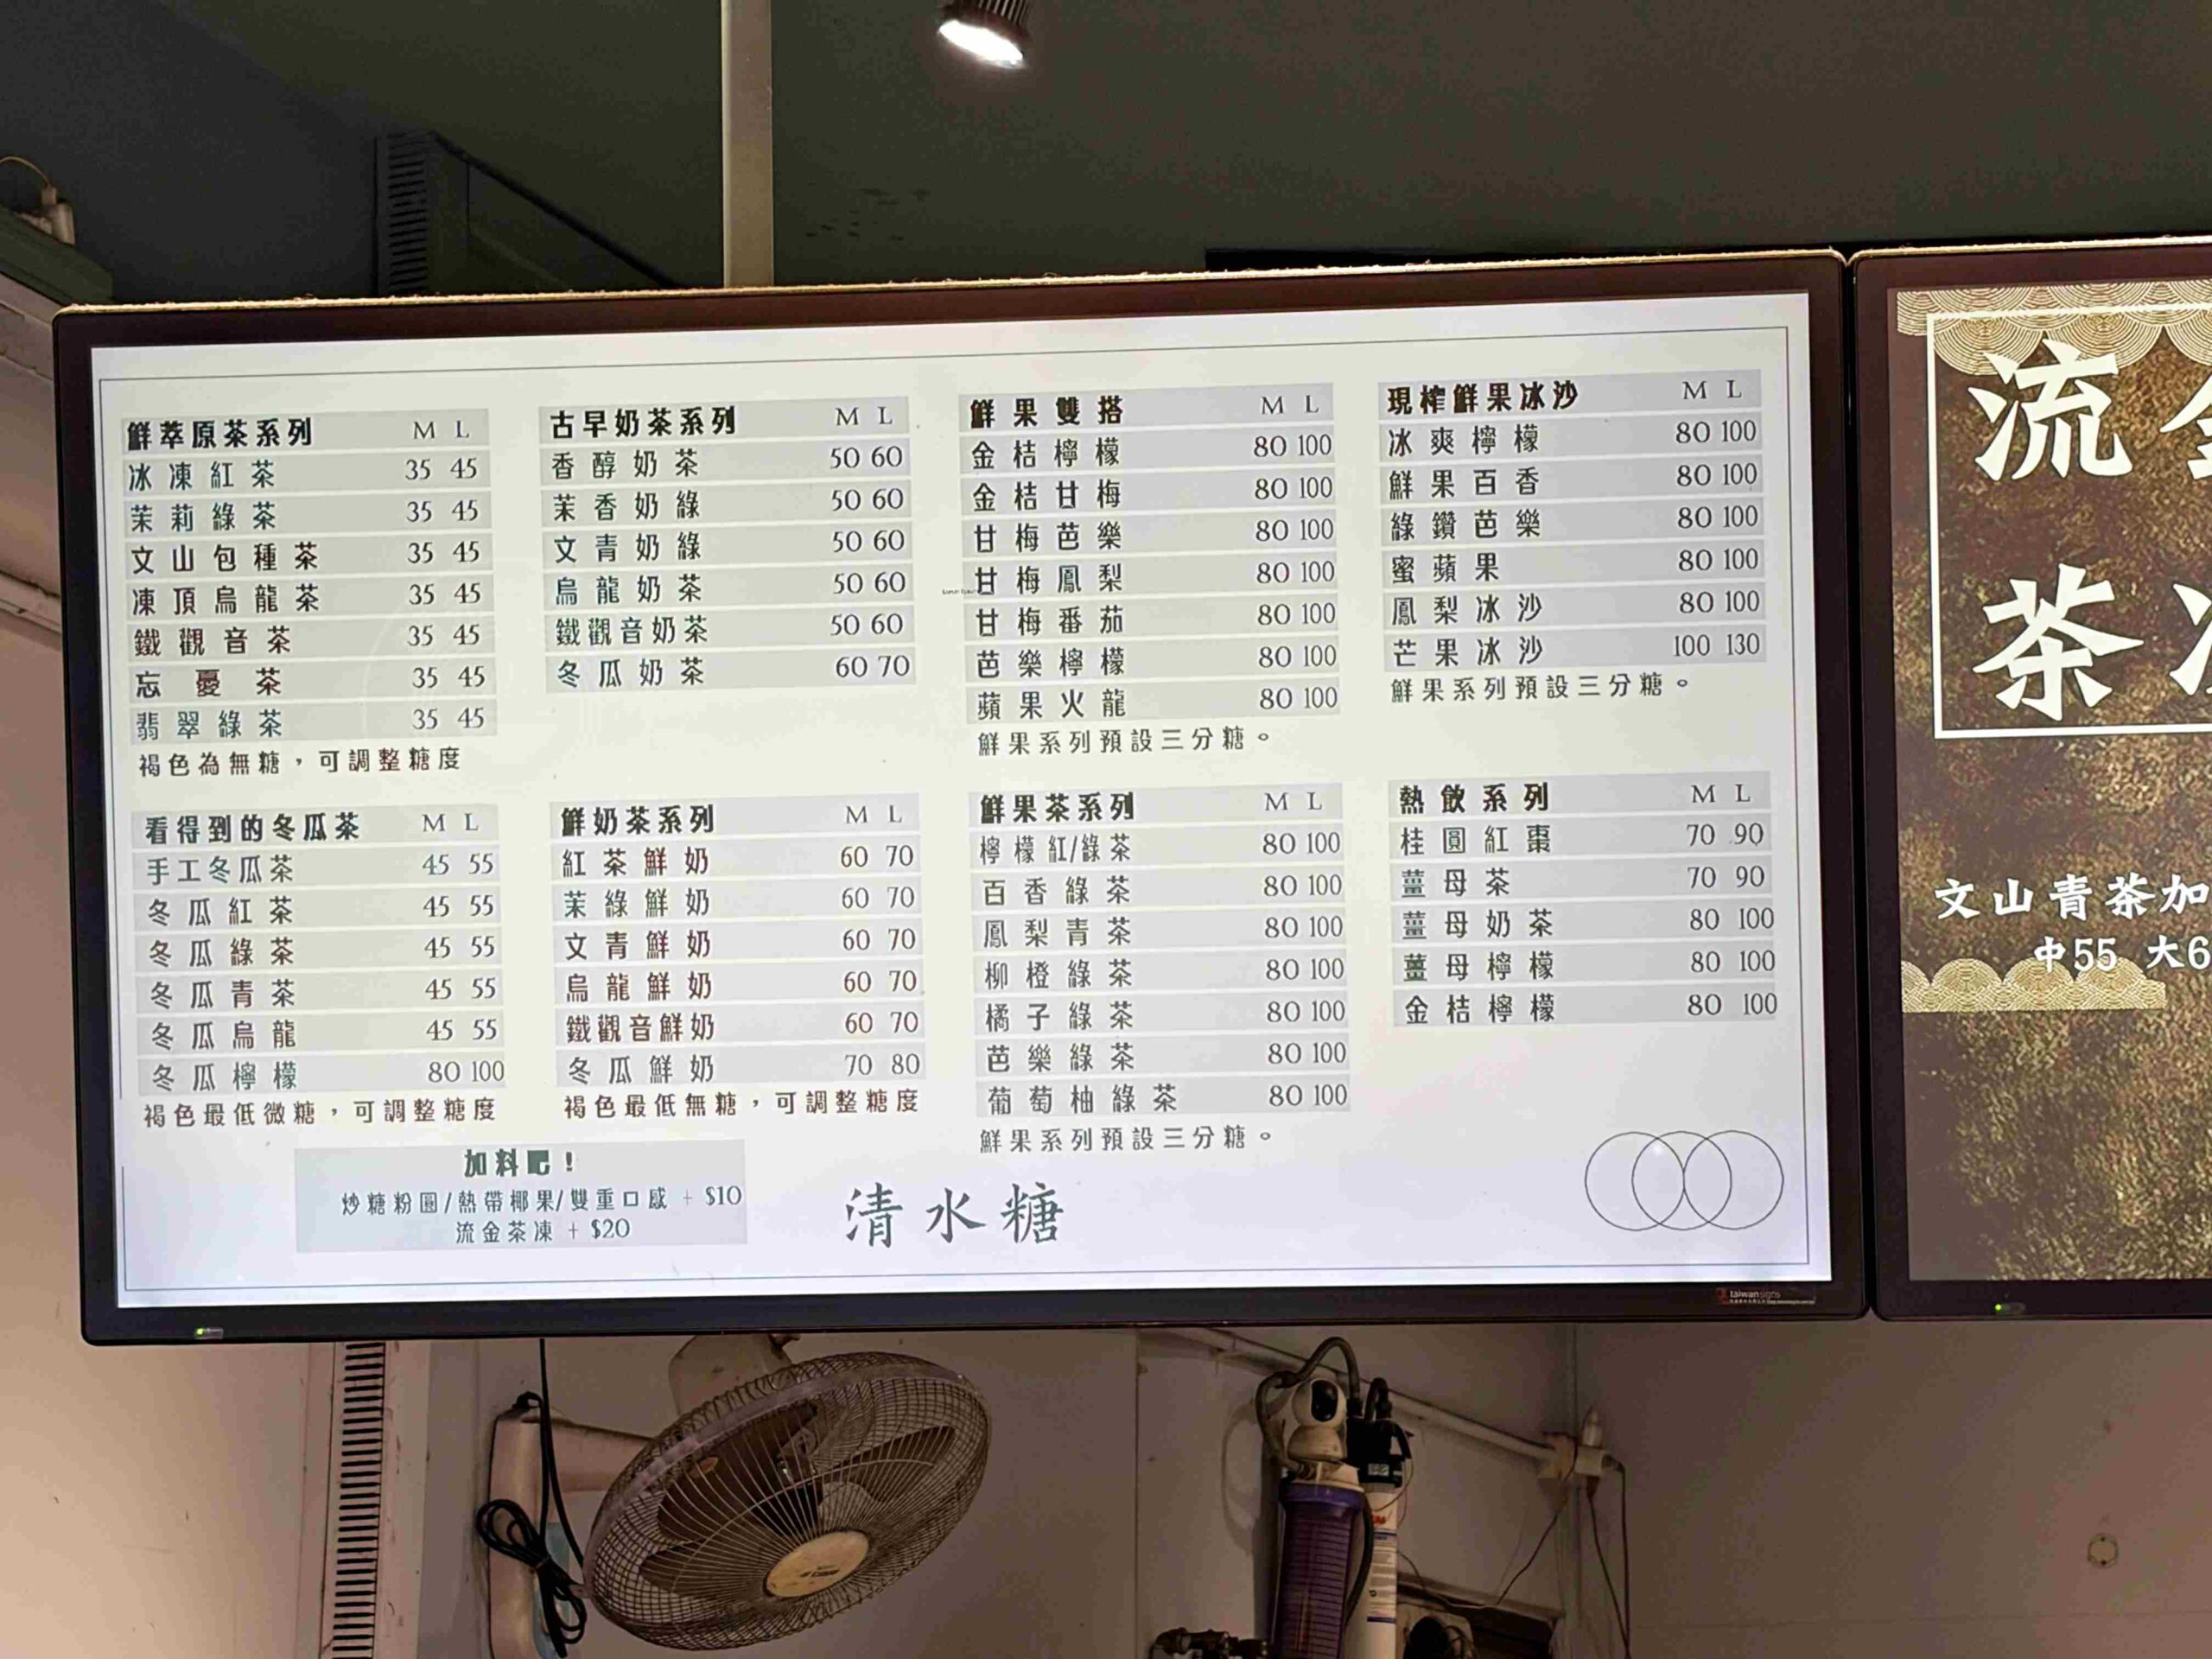 鮮萃原茶系列 M L
冰凍紅茶 35 45
茉莉綠茶 35 45
文山包種茶 35 45
凍頂烏龍茶 35 45
鐵觀音茶 35 45
忘憂茶 35 45
翡翠綠茶 35 45
褐色為無糖，可調整糖度
古早奶茶系列 M L
香醇奶茶 50 60
茉香奶綠 50 60
文青奶綠 50 60
烏龍奶茶 50 60
鐵觀音奶茶 50 60
冬瓜奶茶 60 70
鮮果雙搭 M L
金桔檸檬 80 100
金桔甘梅 80 100
甘梅芭樂 80 100
甘梅鳳梨 80 100
甘梅番茄 80 100
芭樂檸檬 80 100
蘋果火龍 80 100
鮮果系列預設三分糖。
現榨鮮果冰沙 M L
冰爽檸檬 80 100
鮮果百香 80 100
綠鑽芭樂 80 100
蜜蘋果 80 100
鳳梨冰沙 80 100
芒果冰沙 100 130
鮮果系列預設三分糖。
看得到的冬瓜茶 M L
手工冬瓜茶 45 55
冬瓜紅茶 45 55
冬瓜綠茶 45 55
冬瓜青茶 45 55
冬瓜烏龍 45 55
冬瓜檸檬 80 100
褐色最低微糖，可調整糖度
鮮奶茶系列 M L
紅茶鮮奶 60 70
茉綠鮮奶 60 70
文青鮮奶 60 70
烏龍鮮奶 60 70
鐵觀音鮮奶 60 70
冬瓜鮮奶 70 80
褐色最低無糖，可調整糖度
鮮果茶系列 M L
檸檬紅/綠茶 80 100
百香綠茶 80 100
鳳梨青茶 80 100
柳橙綠茶 80 100
橘子綠茶 80 100
芭樂綠茶 80 100
葡萄柚綠茶 80 100
鮮果系列預設三分糖。
熱飲系列 M L
桂圓紅棗 70 90
薑母茶 70 90
薑母奶茶 80 100
薑母檸檬 80 100
金桔檸檬 80 100
加料吧！
炒糖粉圓/熱帶椰果/雙重口感 + $10
流金茶凍 + $20
清水糖
taiwansigns
流
茶
文山青茶加
中55 大6